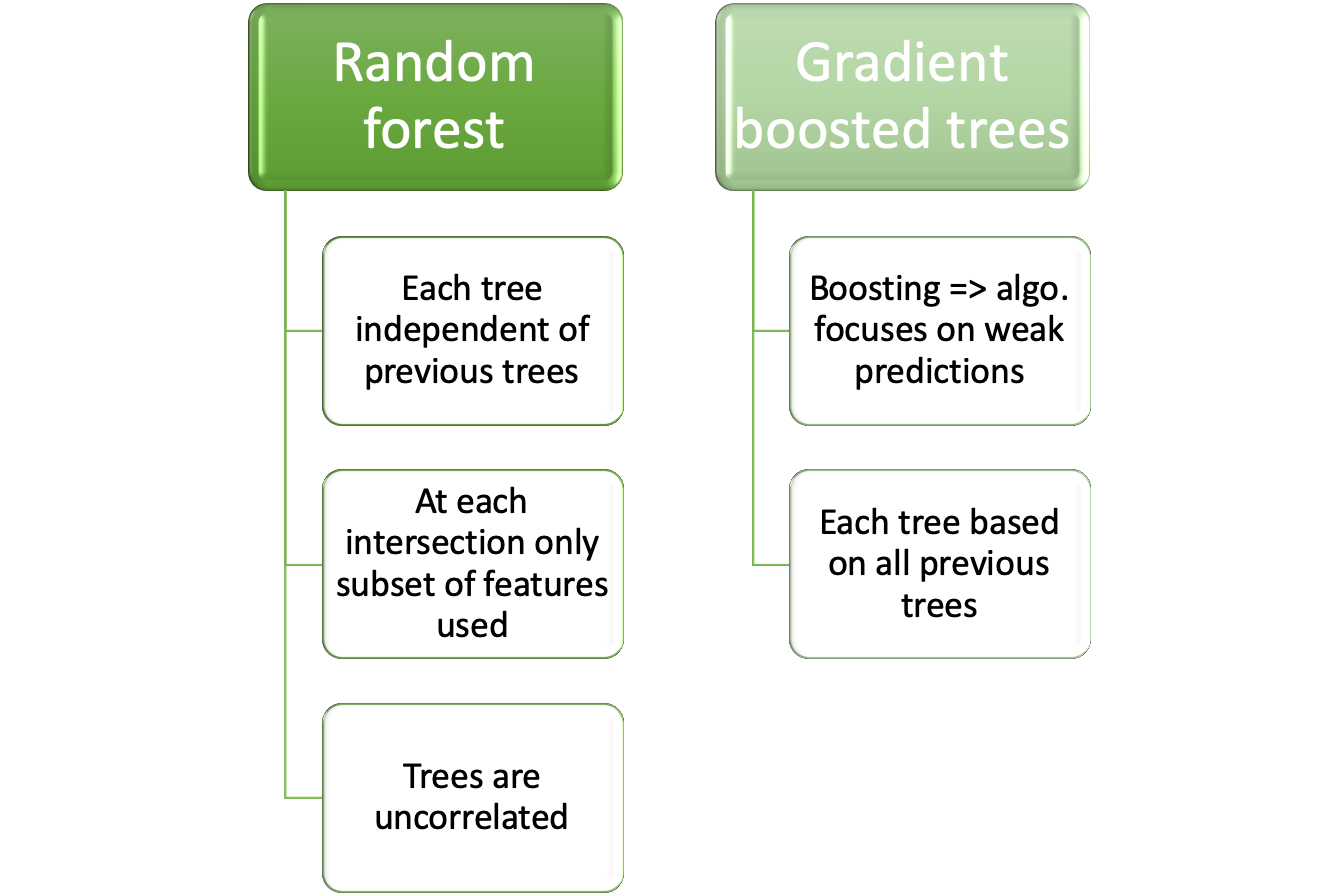 Random
forest
Each tree
independent of
previous trees
At each
intersection only
subset of features
used
Trees are
uncorrelated
Gradient
boosted trees
Boosting => algo.
focuses on weak
predictions
Each tree based
on all previous
trees